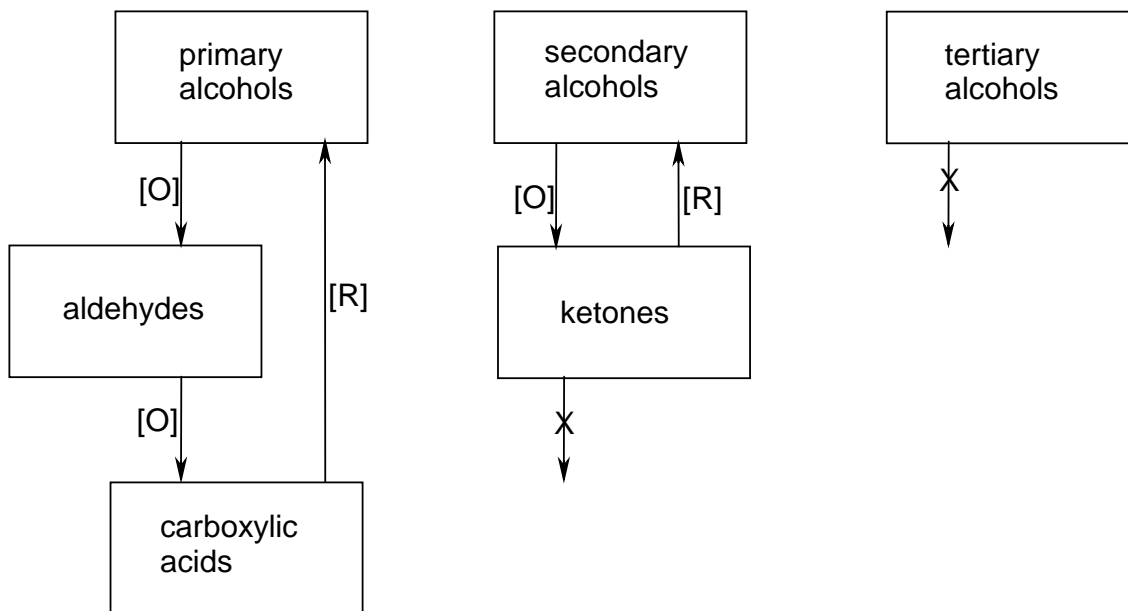 primary
alcohols
secondary
alcohols
tertiary
alcohols
[O]
[O]
[R]
X
aldehydes
[R]
ketones
[O]
X
carboxylic
acids